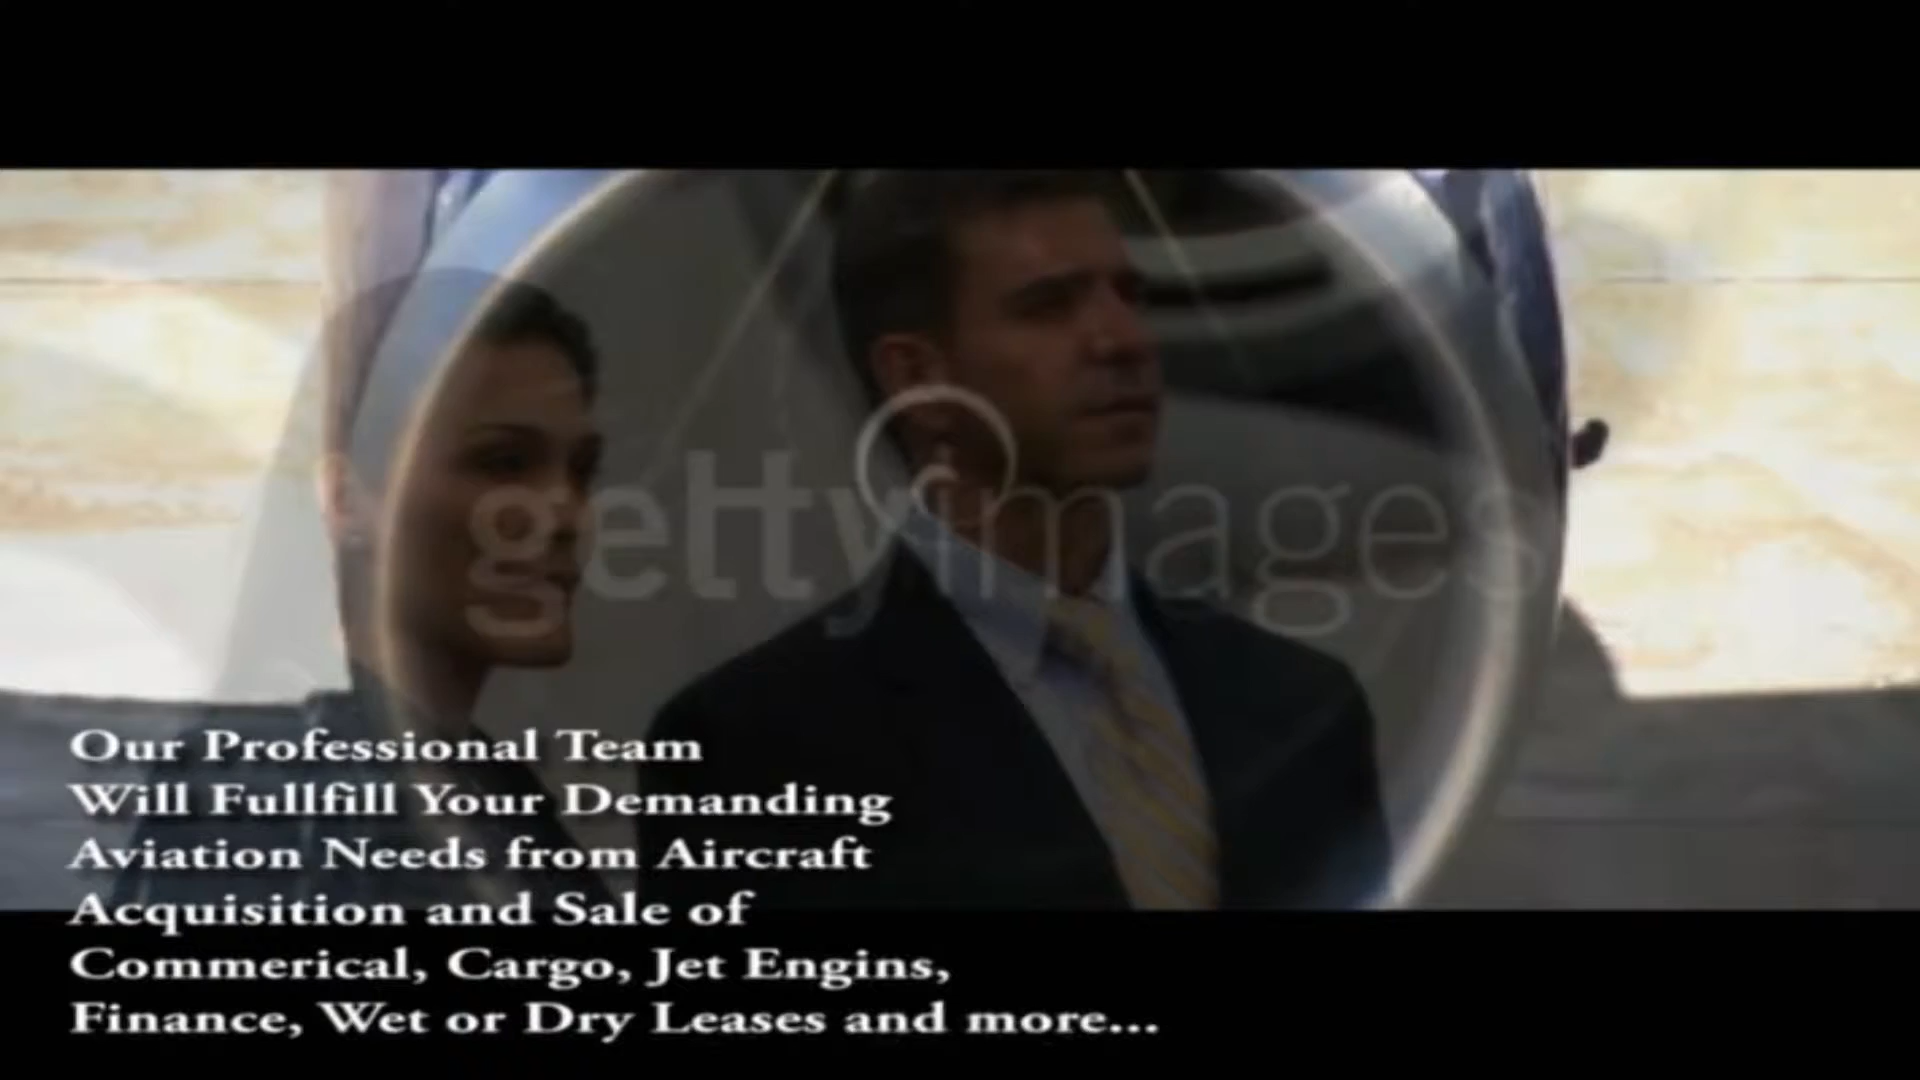 gettyimages
Our Professional Team
Will Fullfill Your Demanding
Aviation Needs from Aircraft
Acquisition and Sale of
Commerical, Cargo, Jet Engins,
Finance, Wet or Dry Leases and more...